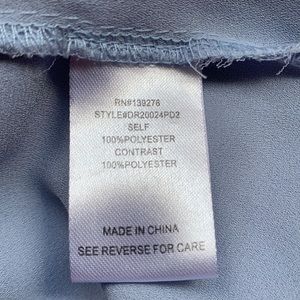 RN#139276
STYLE#DR20024PD2
SELF
100%POLYESTER
CONTRAST
100%POLYESTER
MADE IN CHINA
SEE REVERSE FOR CARE